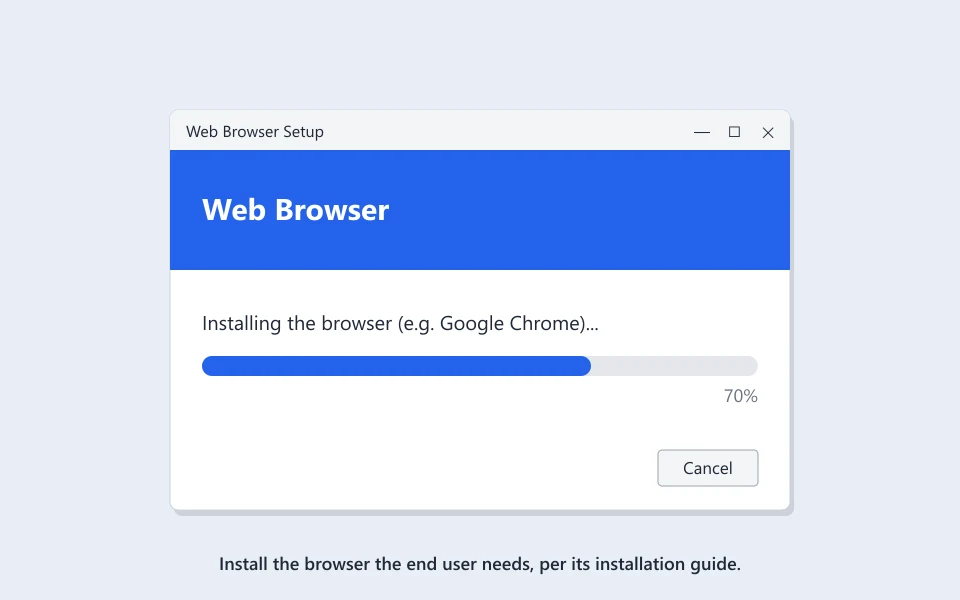 Web Browser Setup
Web Browser
Installing the browser (e.g. Google Chrome)...
70%
Cancel
Install the browser the end user needs, per its installation guide.